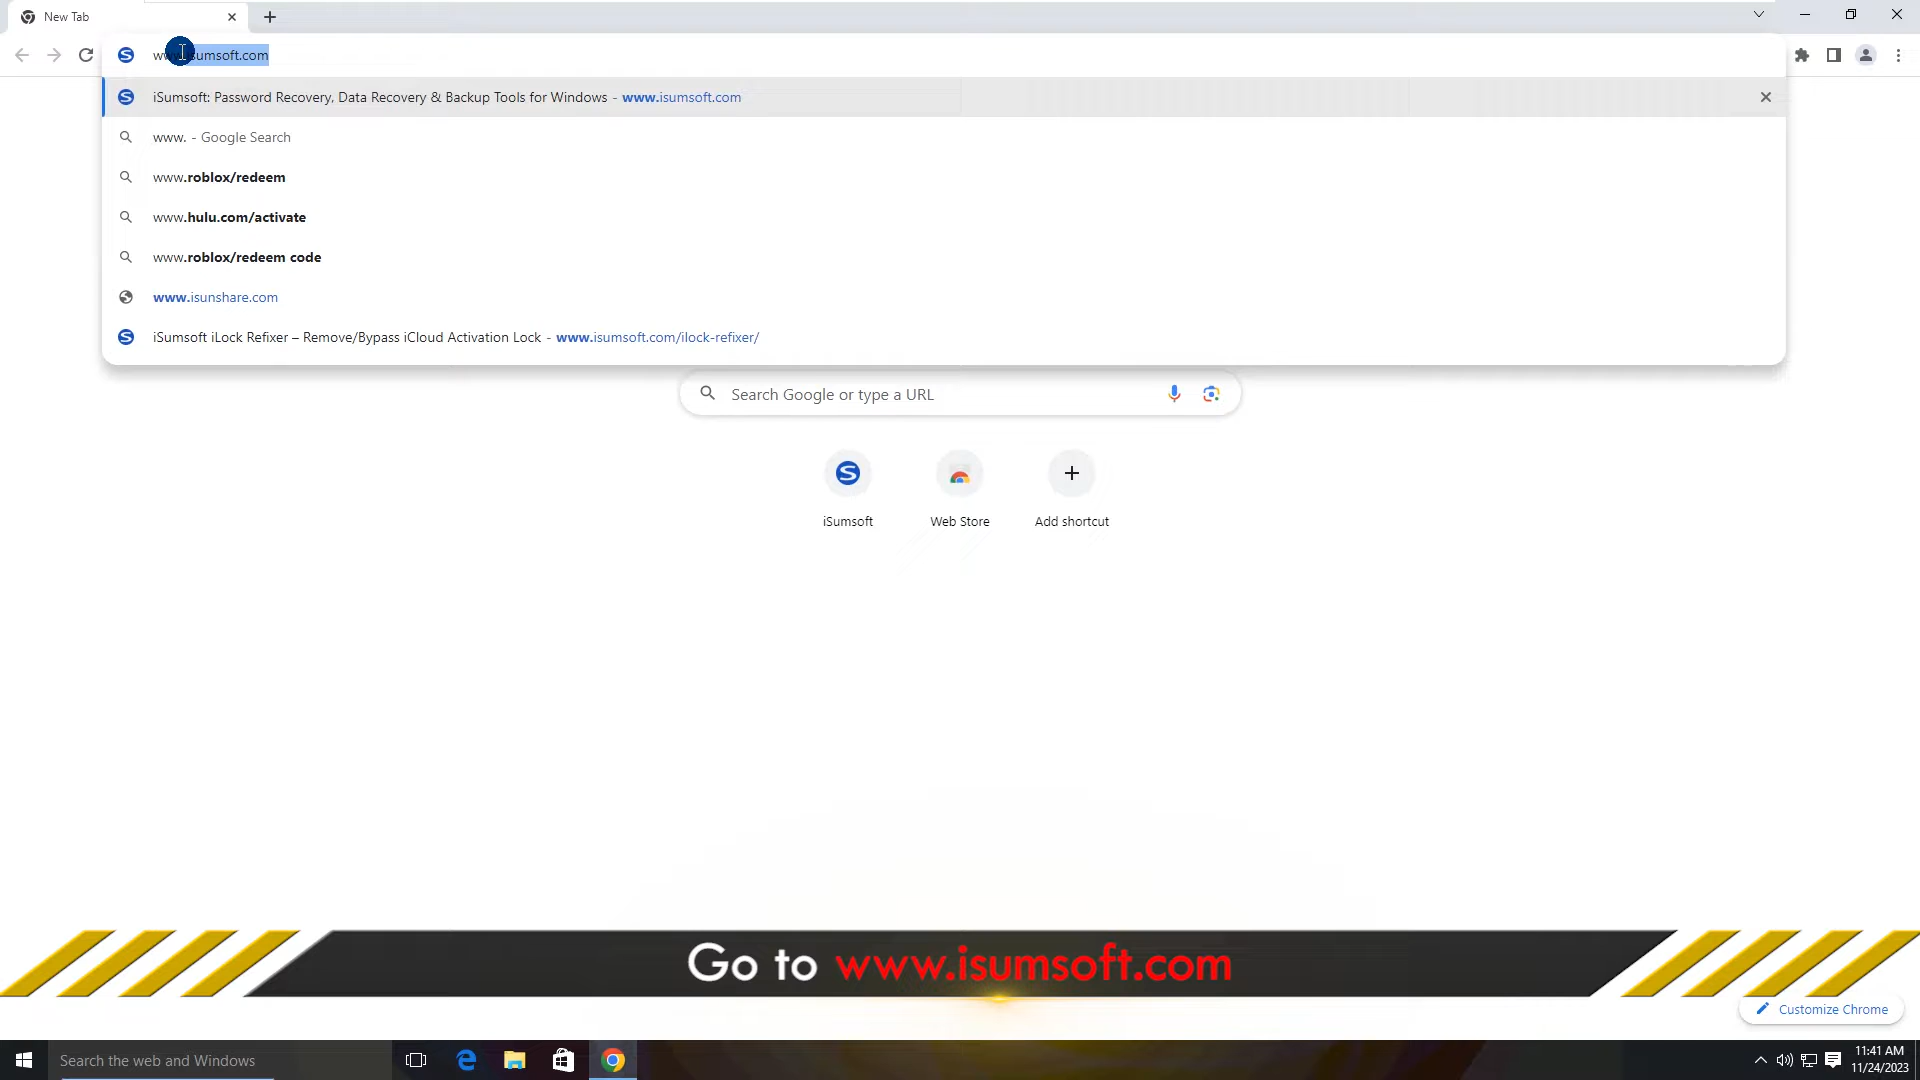 New Tab
www.isumsoft.com
iSumsoft: Password Recovery, Data Recovery & Backup Tools for Windows - www.isumsoft.com
www. - Google Search
www.roblox/redeem
www.hulu.com/activate
www.roblox/redeem code
www.isunshare.com
iSumsoft iLock Refixer – Remove/Bypass iCloud Activation Lock - www.isumsoft.com/ilock-refixer/
Search Google or type a URL
iSumsoft
Web Store
Add shortcut
Go to www.isumsoft.com
Customize Chrome
Search the web and Windows
11:41 AM
11/24/2023